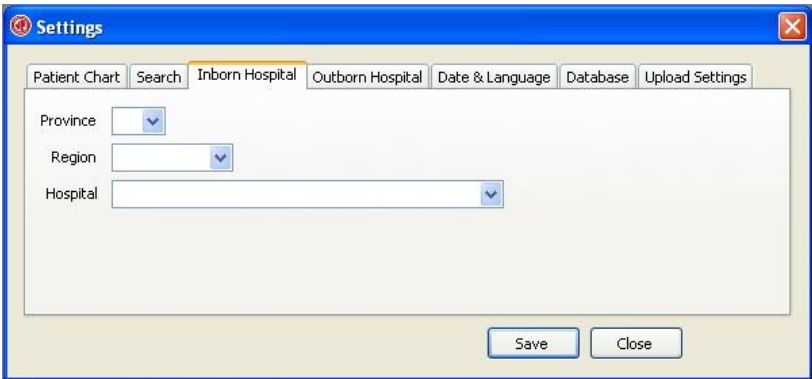 Settings
Patient Chart Search Inborn Hospital Outborn Hospital Date & Language Database Upload Settings
Province
Region
Hospital
Save Close